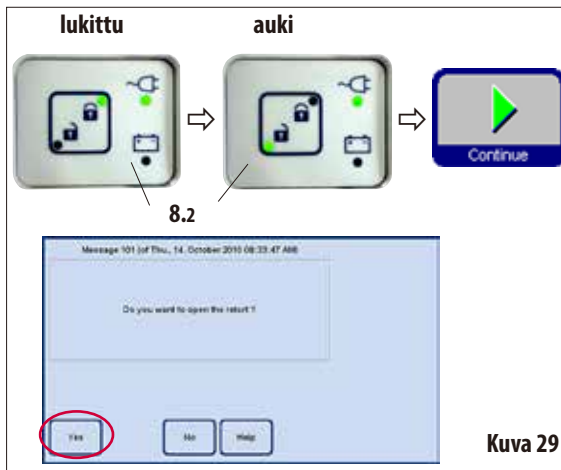 lukittu auki
Continue
8.2
Message 101 (of Thu., 14. October 2010 08:33:47 AM)
Do you want to open the retort ?
Yes No Help
Kuva 29